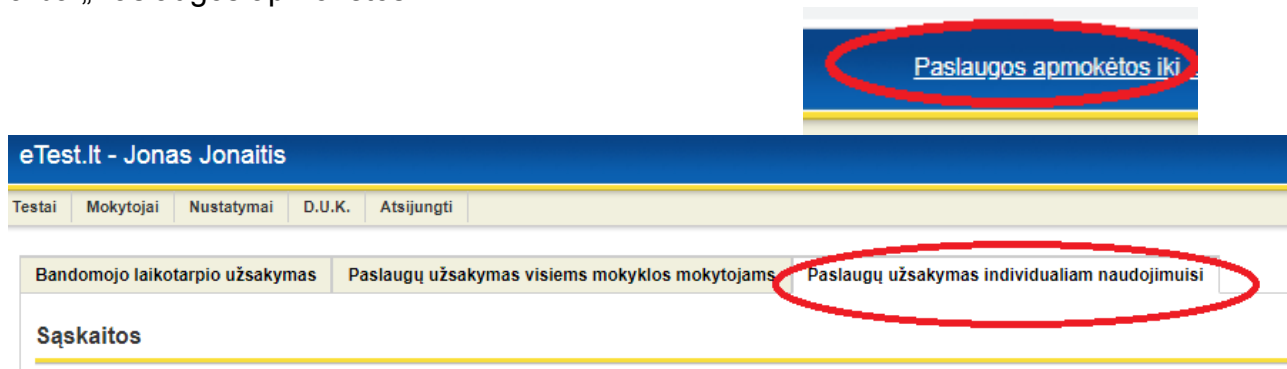 Paslaugos apmokėtos iki
eTest.lt - Jonas Jonaitis
Testai Mokytojai Nustatymai D.U.K. Atsijungti
Bandomojo laikotarpio užsakymas Paslaugų užsakymas visiems mokyklos mokytojams Paslaugų užsakymas individualiam naudojimuisi
Sąskaitos